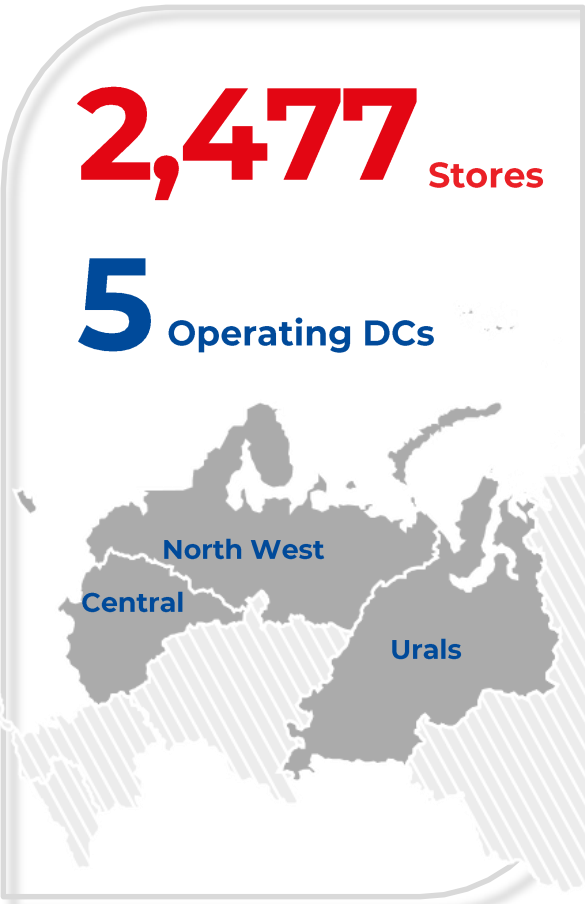 2,477 Stores
5 Operating DCs
North West
Central
Urals